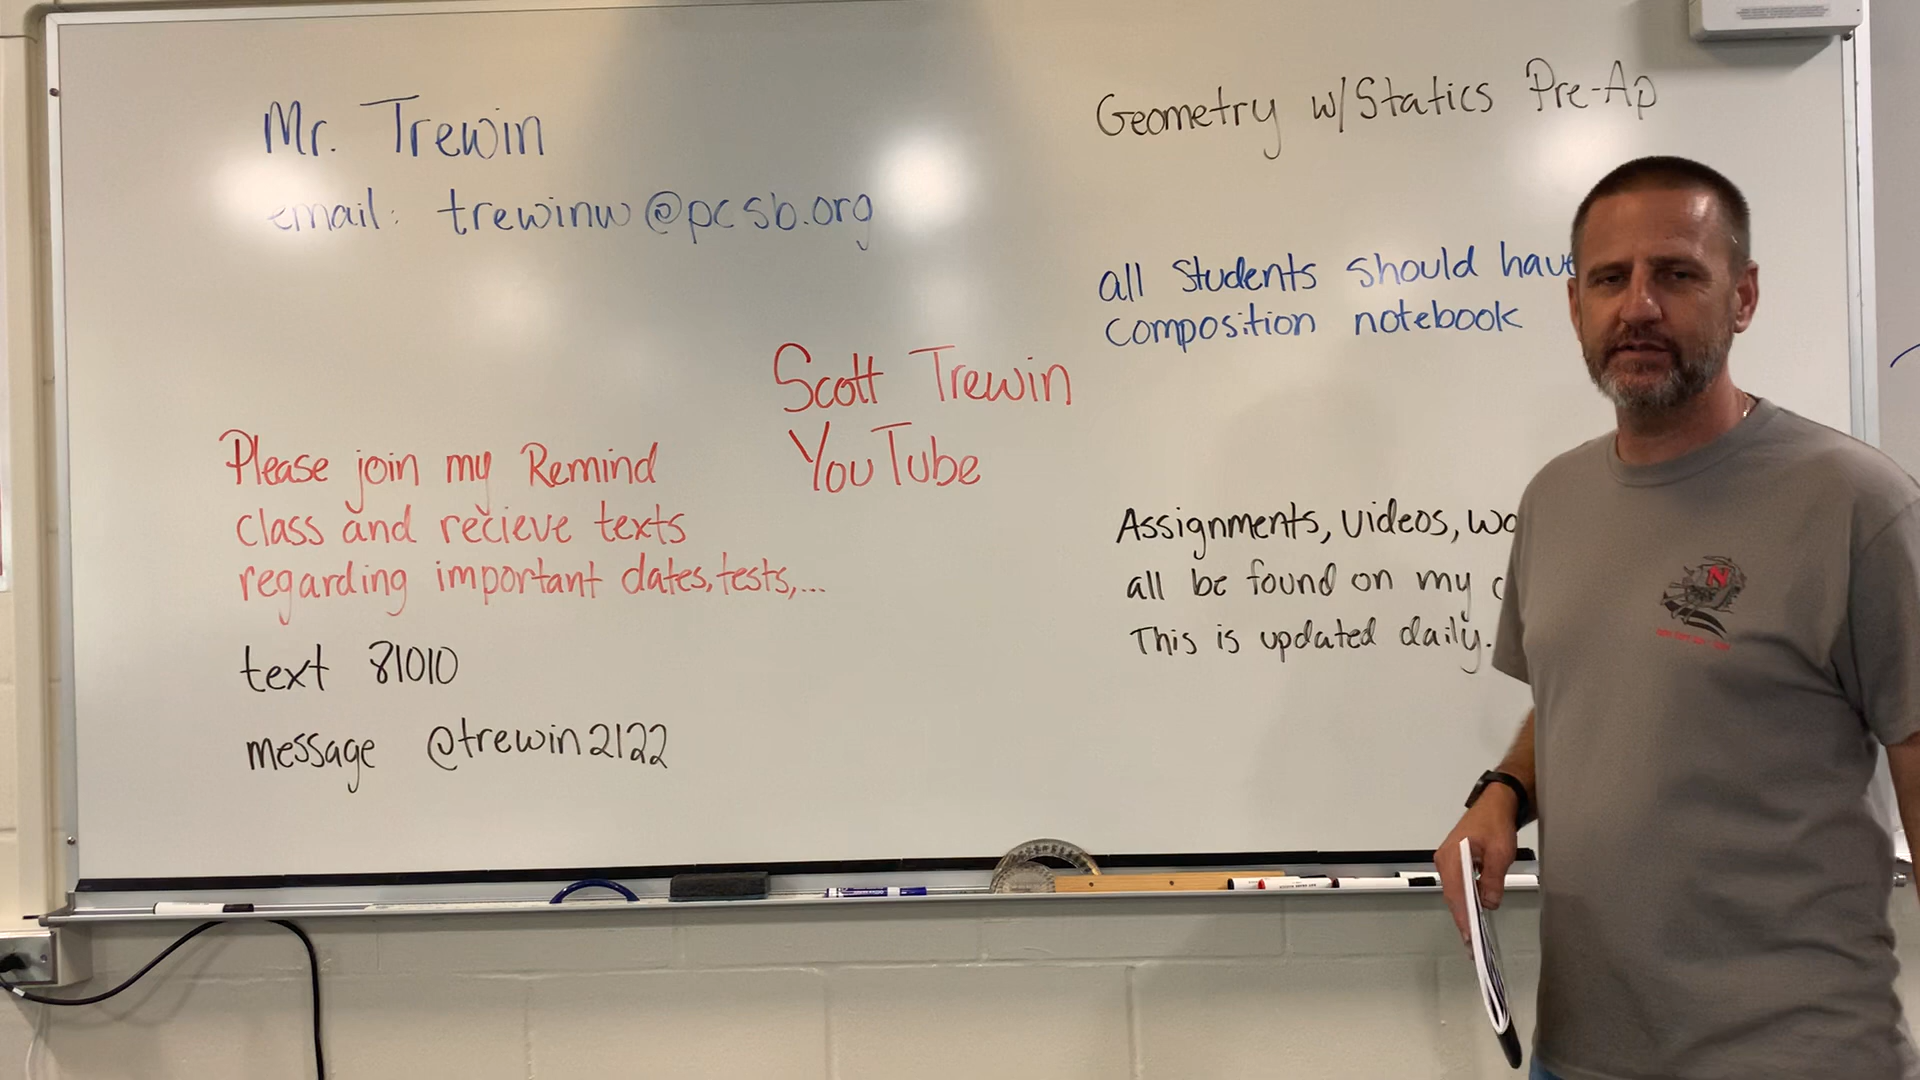 Mr. Trewin
email: trewinw@pcsb.org
Geometry w/Statics Pre-Ap
all students should have
composition notebook
Scott Trewin
YouTube
Please join my Remind
class and recieve texts
regarding important dates, tests,...
text 81010
message @trewin2122
Assignments, videos,
all be found on my
This is updated daily.
N